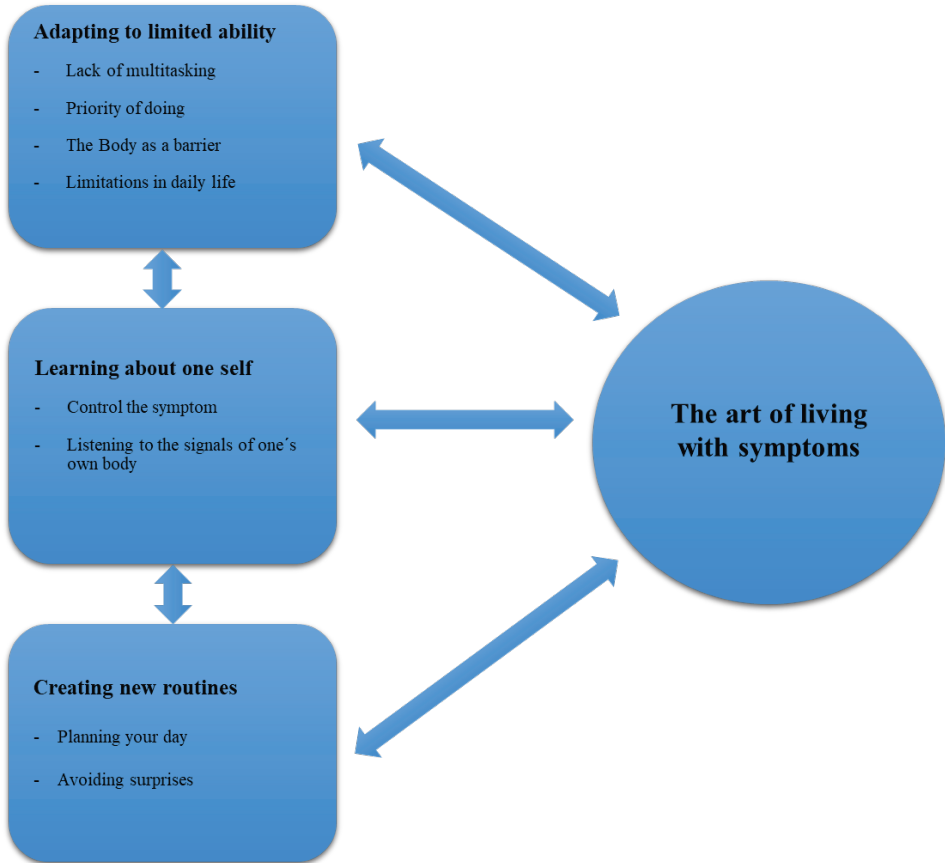 Adapting to limited ability
- Lack of multitasking
- Priority of doing
- The Body as a barrier
- Limitations in daily life
Learning about one self
- Control the symptom
- Listening to the signals of one´s
own body
Creating new routines
- Planning your day
- Avoiding surprises
The art of living
with symptoms